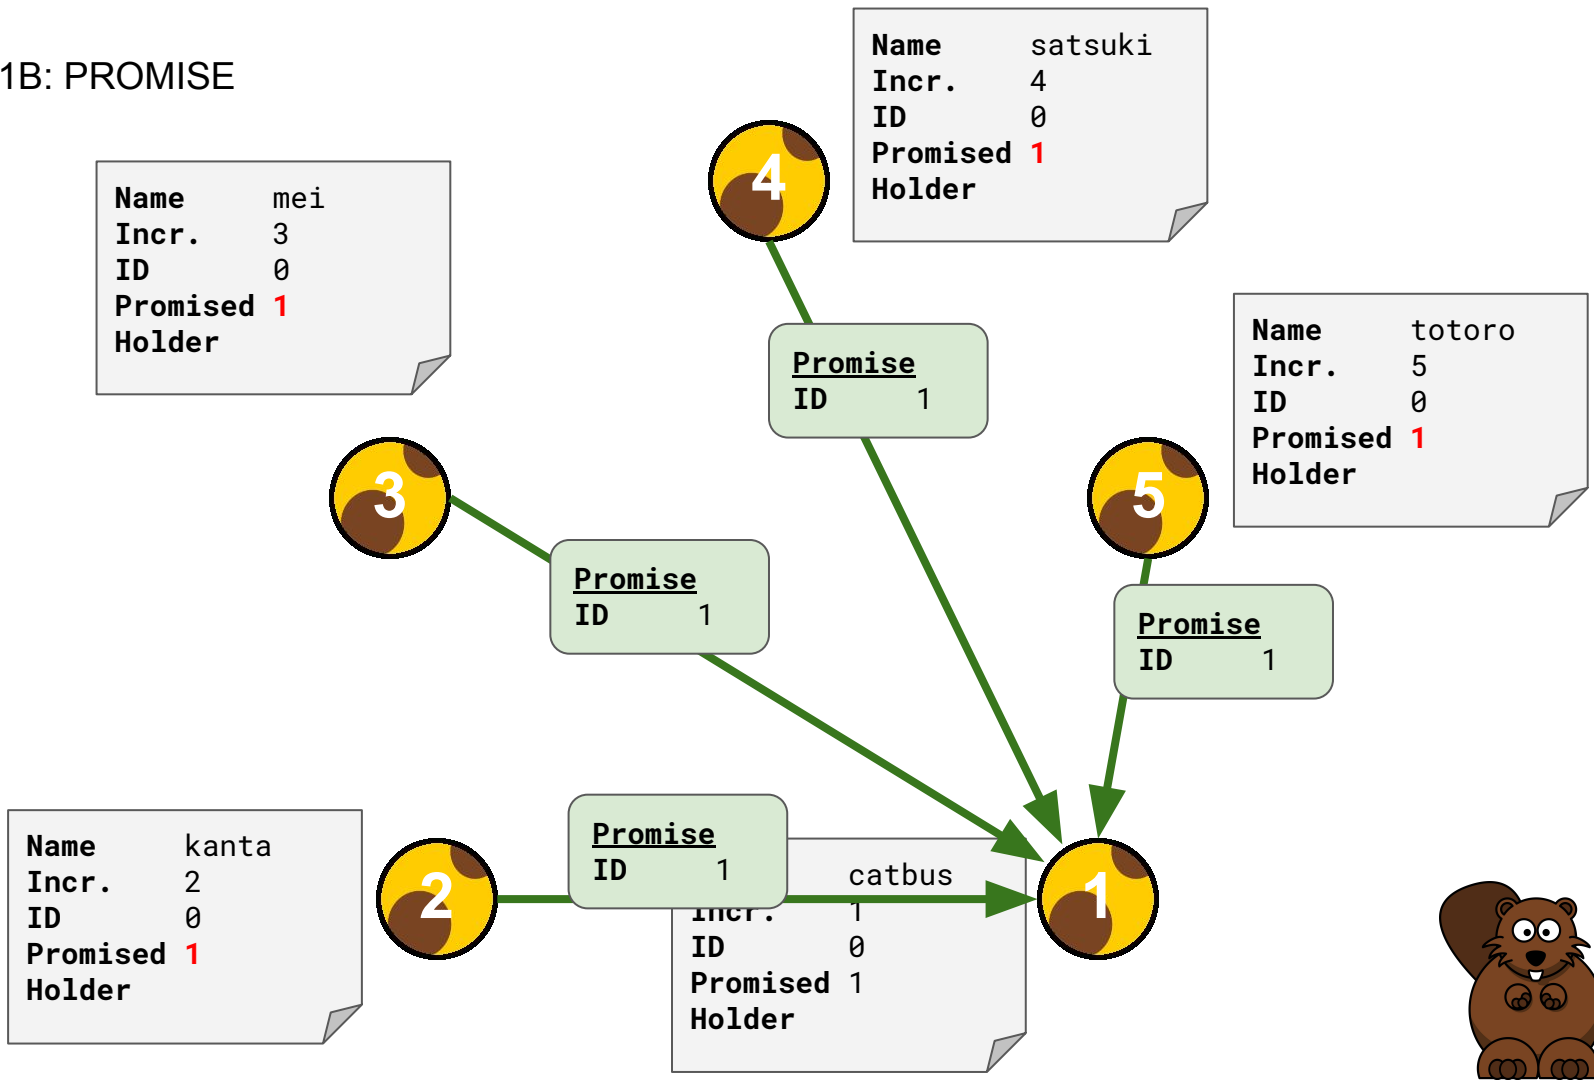 1B: PROMISE
Name satsuki
Incr. 4
ID 0
Promised 1
Holder
4
Name mei
Incr. 3
ID 0
Promised 1
Holder
Promise
ID 1
Name totoro
Incr. 5
ID 0
Promised 1
Holder
3
5
Promise
ID 1
Promise
ID 1
Promise
ID 1
Name kanta
Incr. 2
ID 0
Promised 1
Holder
2
catbus
Incr. 1
ID 0
Promised 1
Holder
1